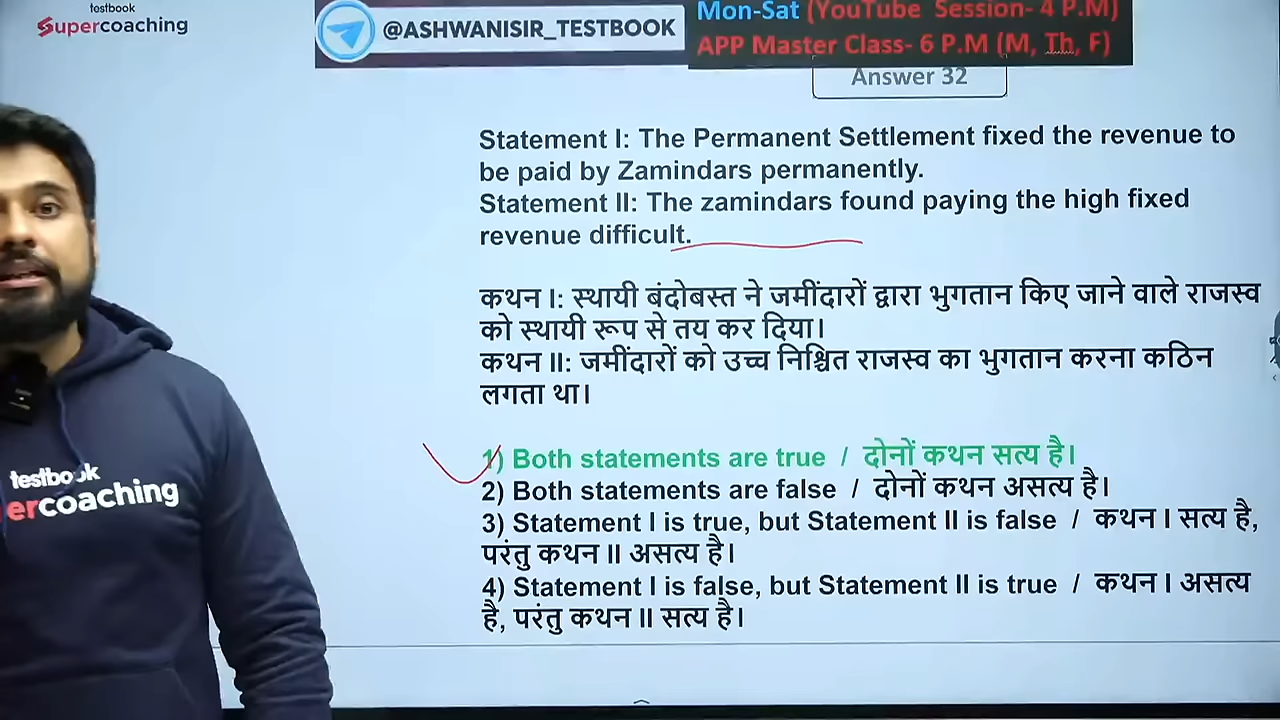 testbook
Supercoaching
@ASHWANISIR_TESTBOOK
Mon-Sat (YouTube Session- 4 P.M)
APP Master Class- 6 P.M (M, Th, F)
Answer 32
Statement I: The Permanent Settlement fixed the revenue to
be paid by Zamindars permanently.
Statement II: The zamindars found paying the high fixed
revenue difficult.
कथन I: स्थायी बंदोबस्त ने जमींदारों द्वारा भुगतान किए जाने वाले राजस्व
को स्थायी रूप से तय कर दिया।
कथन II: जमींदारों को उच्च निश्चित राजस्व का भुगतान करना कठिन
लगता था।
1) Both statements are true / दोनों कथन सत्य है।
2) Both statements are false / दोनों कथन असत्य है।
3) Statement I is true, but Statement II is false / कथन I सत्य है,
परंतु कथन II असत्य है।
4) Statement I is false, but Statement II is true / कथन I असत्य
है, परंतु कथन II सत्य है।
testbook
ercoaching